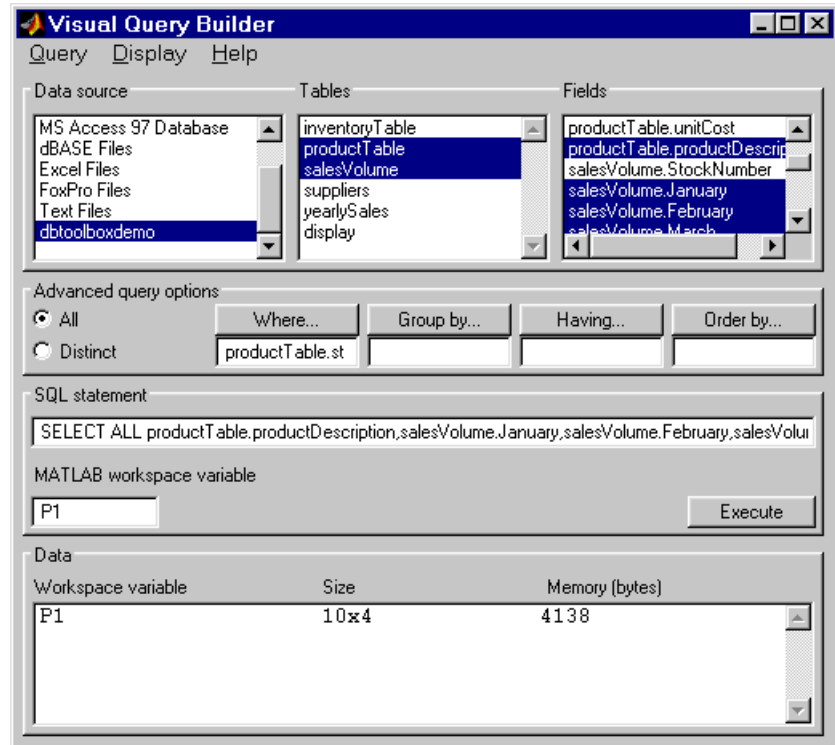 Visual Query Builder
Query Display Help
Data source
MS Access 97 Database
dBASE Files
Excel Files
FoxPro Files
Text Files
dbtoolboxdemo
Tables
inventoryTable
productTable
salesVolume
suppliers
yearlySales
display
Fields
productTable.unitCost
productTable.productDescrip
salesVolume.StockNumber
salesVolume.January
salesVolume.February
salesVolume.March
Advanced query options
All
Distinct
Where...
Group by...
Having...
Order by...
productTable.st
SQL statement
SELECT ALL productTable.productDescription,salesVolume.January,salesVolume.February,salesVolu
MATLAB workspace variable
P1
Execute
Data
Workspace variable Size Memory (bytes)
P1 10x4 4138